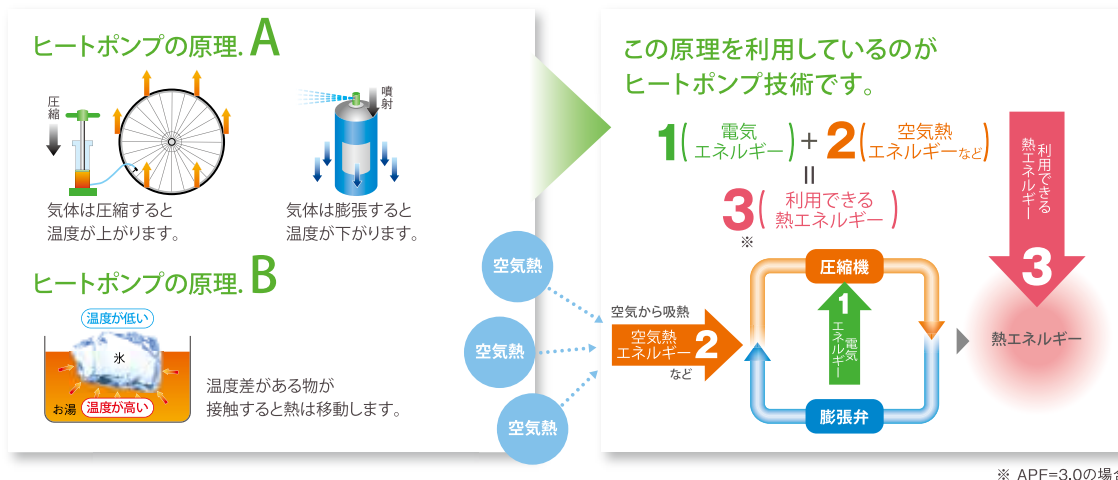 ヒートポンプの原理.A
圧縮
噴射
気体は圧縮すると
温度が上がります。
気体は膨張すると
温度が下がります。
ヒートポンプの原理.B
温度が低い
氷
お湯
温度が高い
温度差がある物が
接触すると熱は移動します。
空気熱
空気熱
空気熱
この原理を利用しているのが
ヒートポンプ技術です。
1(電気
エネルギー)+2(空気熱
エネルギーなど)
=
3(利用できる
熱エネルギー)
※
利用できる
熱エネルギー
3
空気から吸熱
空気熱
エネルギー2
など
圧縮機
1
電気
エネルギー
膨張弁
熱エネルギー
※ APF=3.0の場合